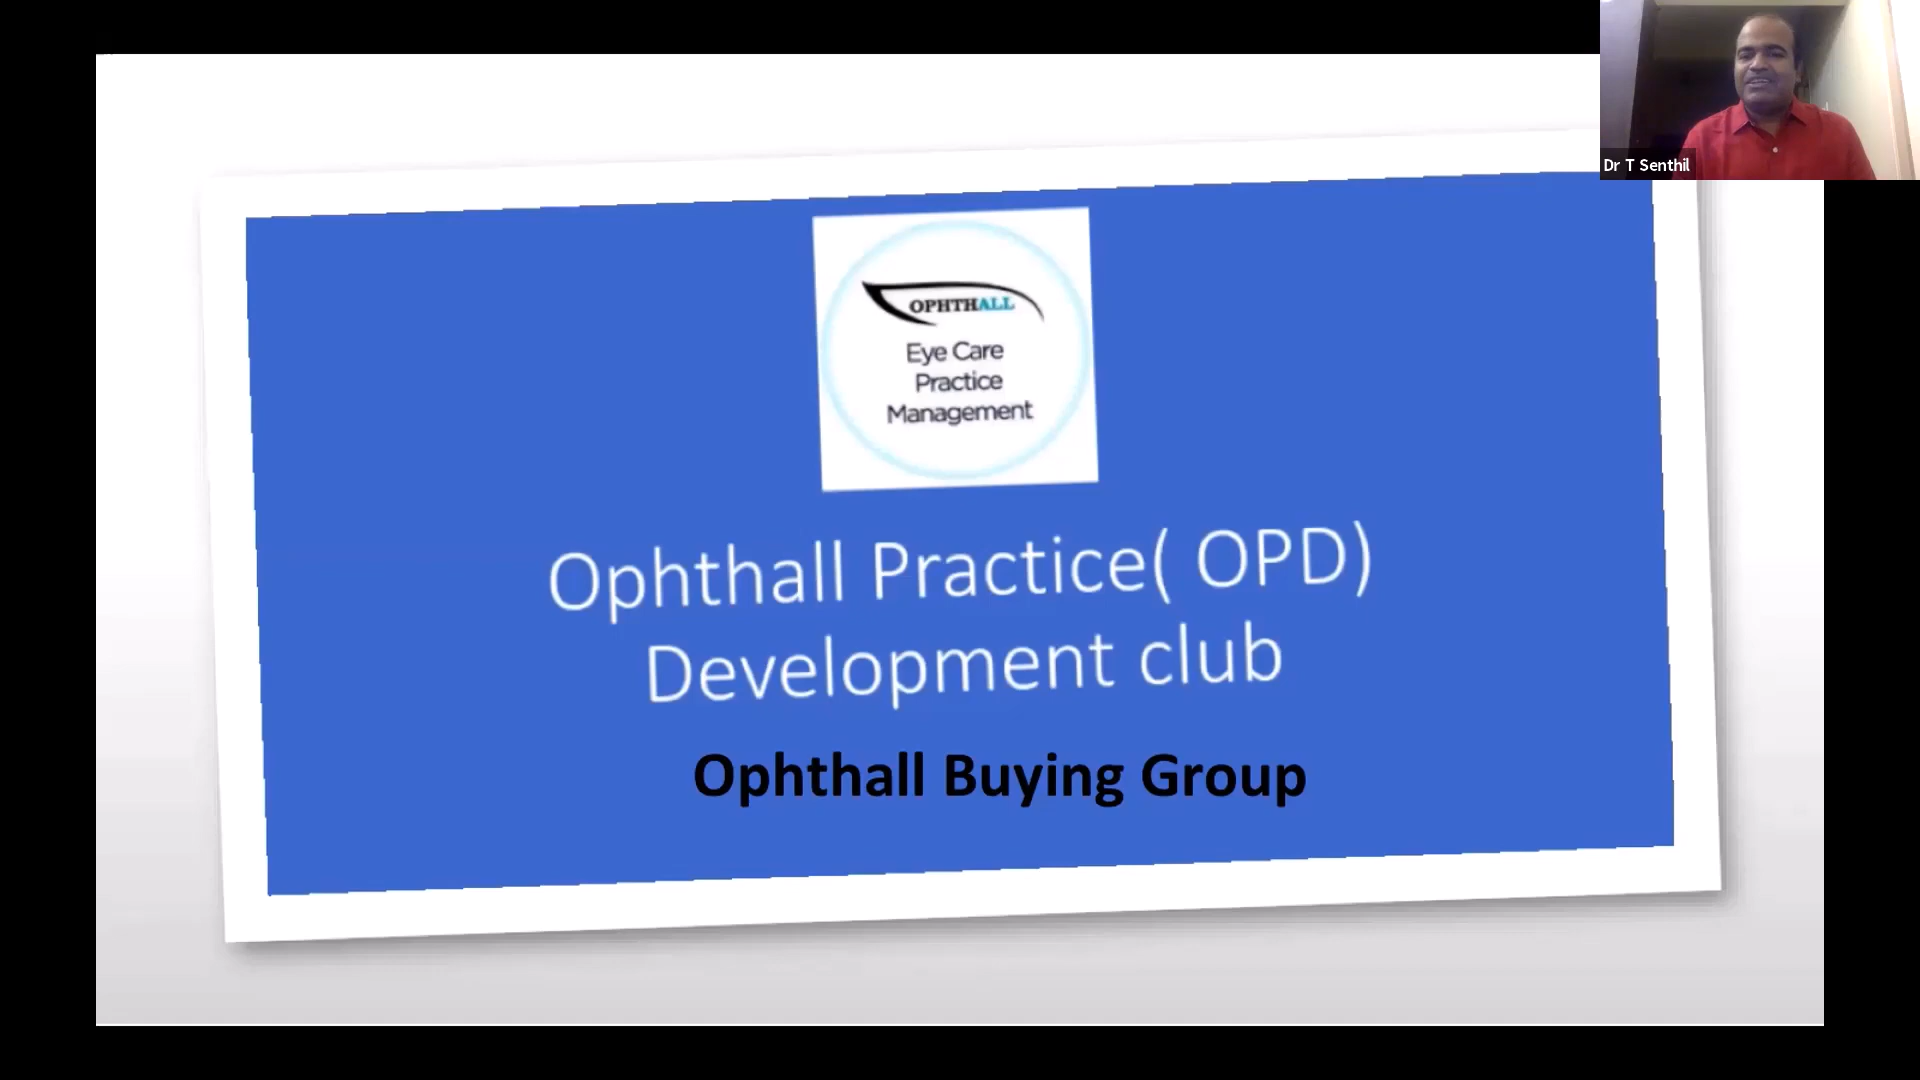 Dr T Senthil
OPHTHALL
Eye Care
Practice
Management
Ophthall Practice( OPD)
Development club
Ophthall Buying Group